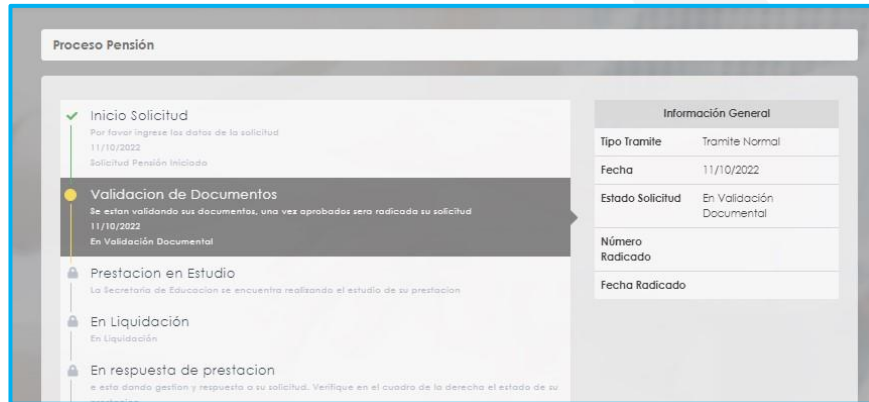 Proceso Pensión
Inicio Solicitud
Por favor ingrese los datos de la solicitud
11/10/2022
Solicitud Pensión Iniciado
Validacion de Documentos
Se estan validando sus documentos, una vez aprobados sera radicada su solicitud
11/10/2022
En Validación Documental
Prestacion en Estudio
La Secretaria de Educacion se encuentra realizando el estudio de su prestacion
En Liquidación
En Liquidación
En respuesta de prestacion
e esta dando gestion y respuesta a su solicitud. Verifique en el cuadro de la derecha el estado de su
Información General
Tipo Tramite Tramite Normal
Fecha 11/10/2022
Estado Solicitud En Validación
Documental
Número
Radicado
Fecha Radicado